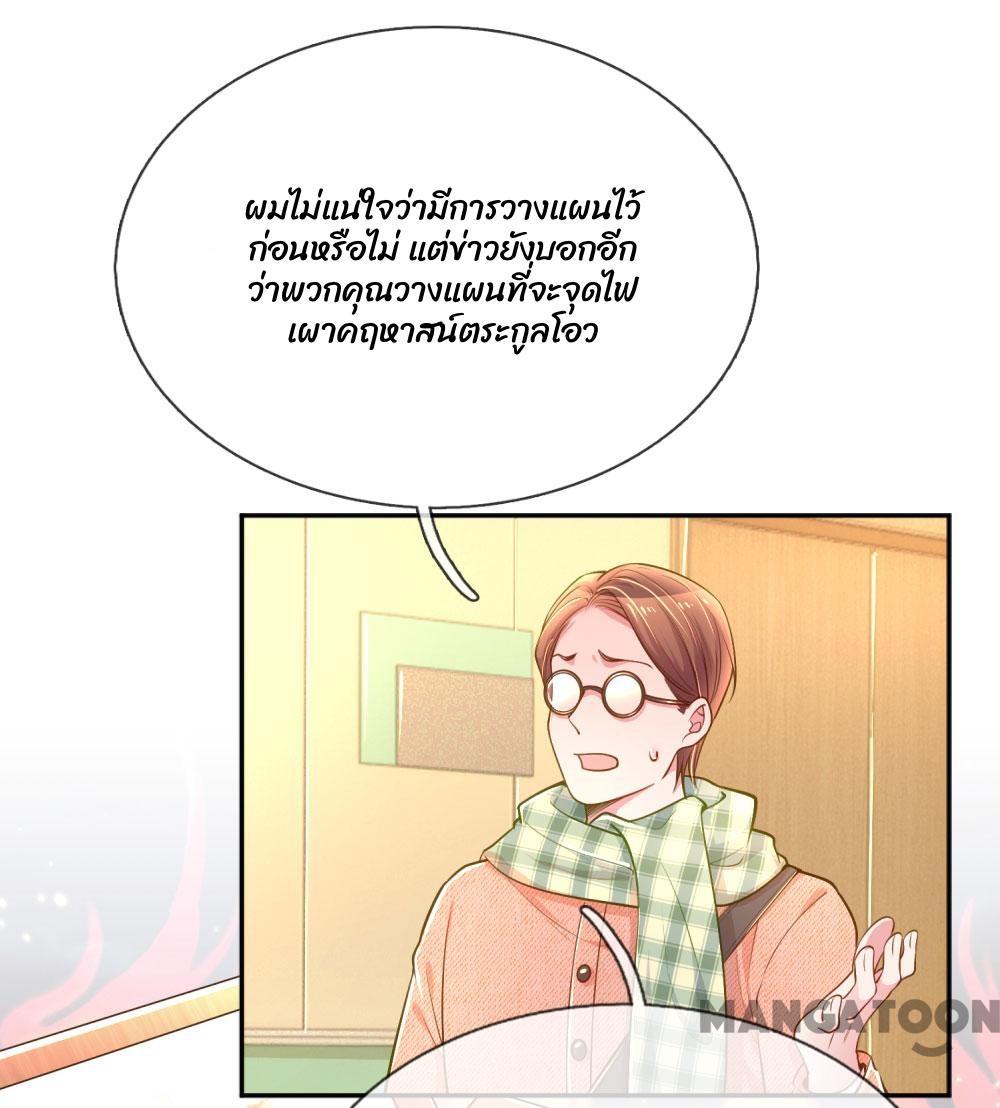 ผมไม่แน่ใจว่ามีการวางแผนไว้
ก่อนหรือไม่ แต่ข่าวยังบอกอีก
ว่าพวกคุณวางแผนที่จะจุดไฟ
เผาคฤหาสน์ตระกูลโอว
MANGATOON